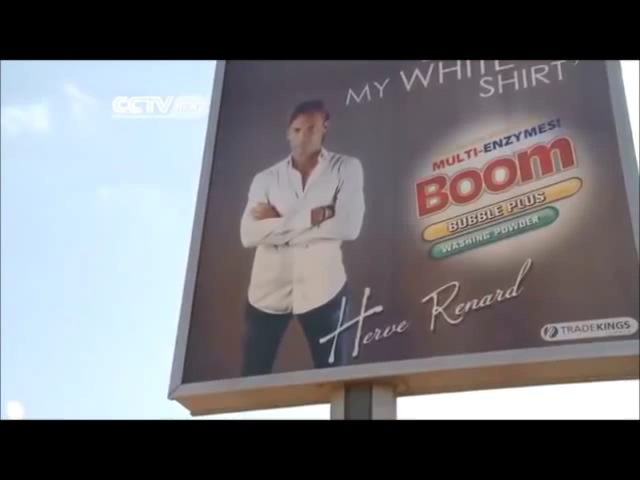 CCTV
MY WHITE
SHIRT'
MULTI-ENZYMES!
BOOM
BUBBLE PLUS
WASHING POWDER
Herve Renard
TRADEKINGS